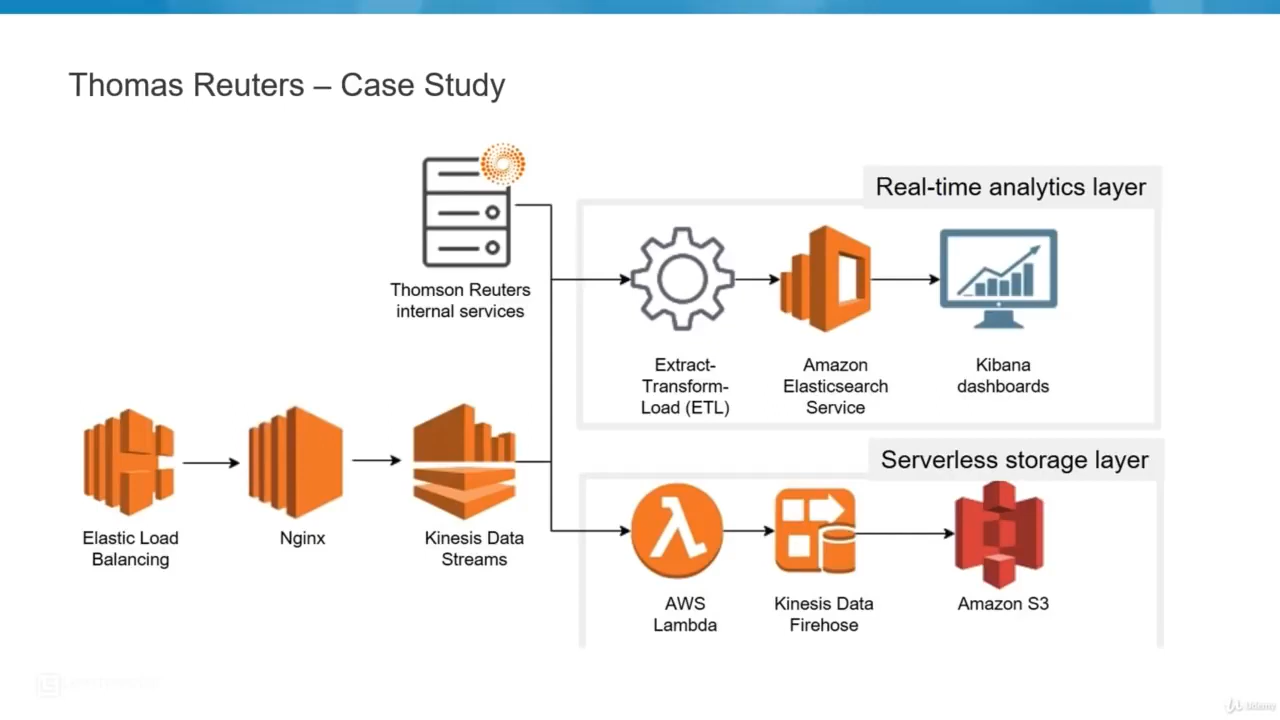 Thomas Reuters – Case Study
Real-time analytics layer
Thomson Reuters
internal services
Extract-
Transform-
Load (ETL)
Amazon
Elasticsearch
Service
Kibana
dashboards
Serverless storage layer
Elastic Load
Balancing
Nginx
Kinesis Data
Streams
AWS
Lambda
Kinesis Data
Firehose
Amazon S3
Udemy